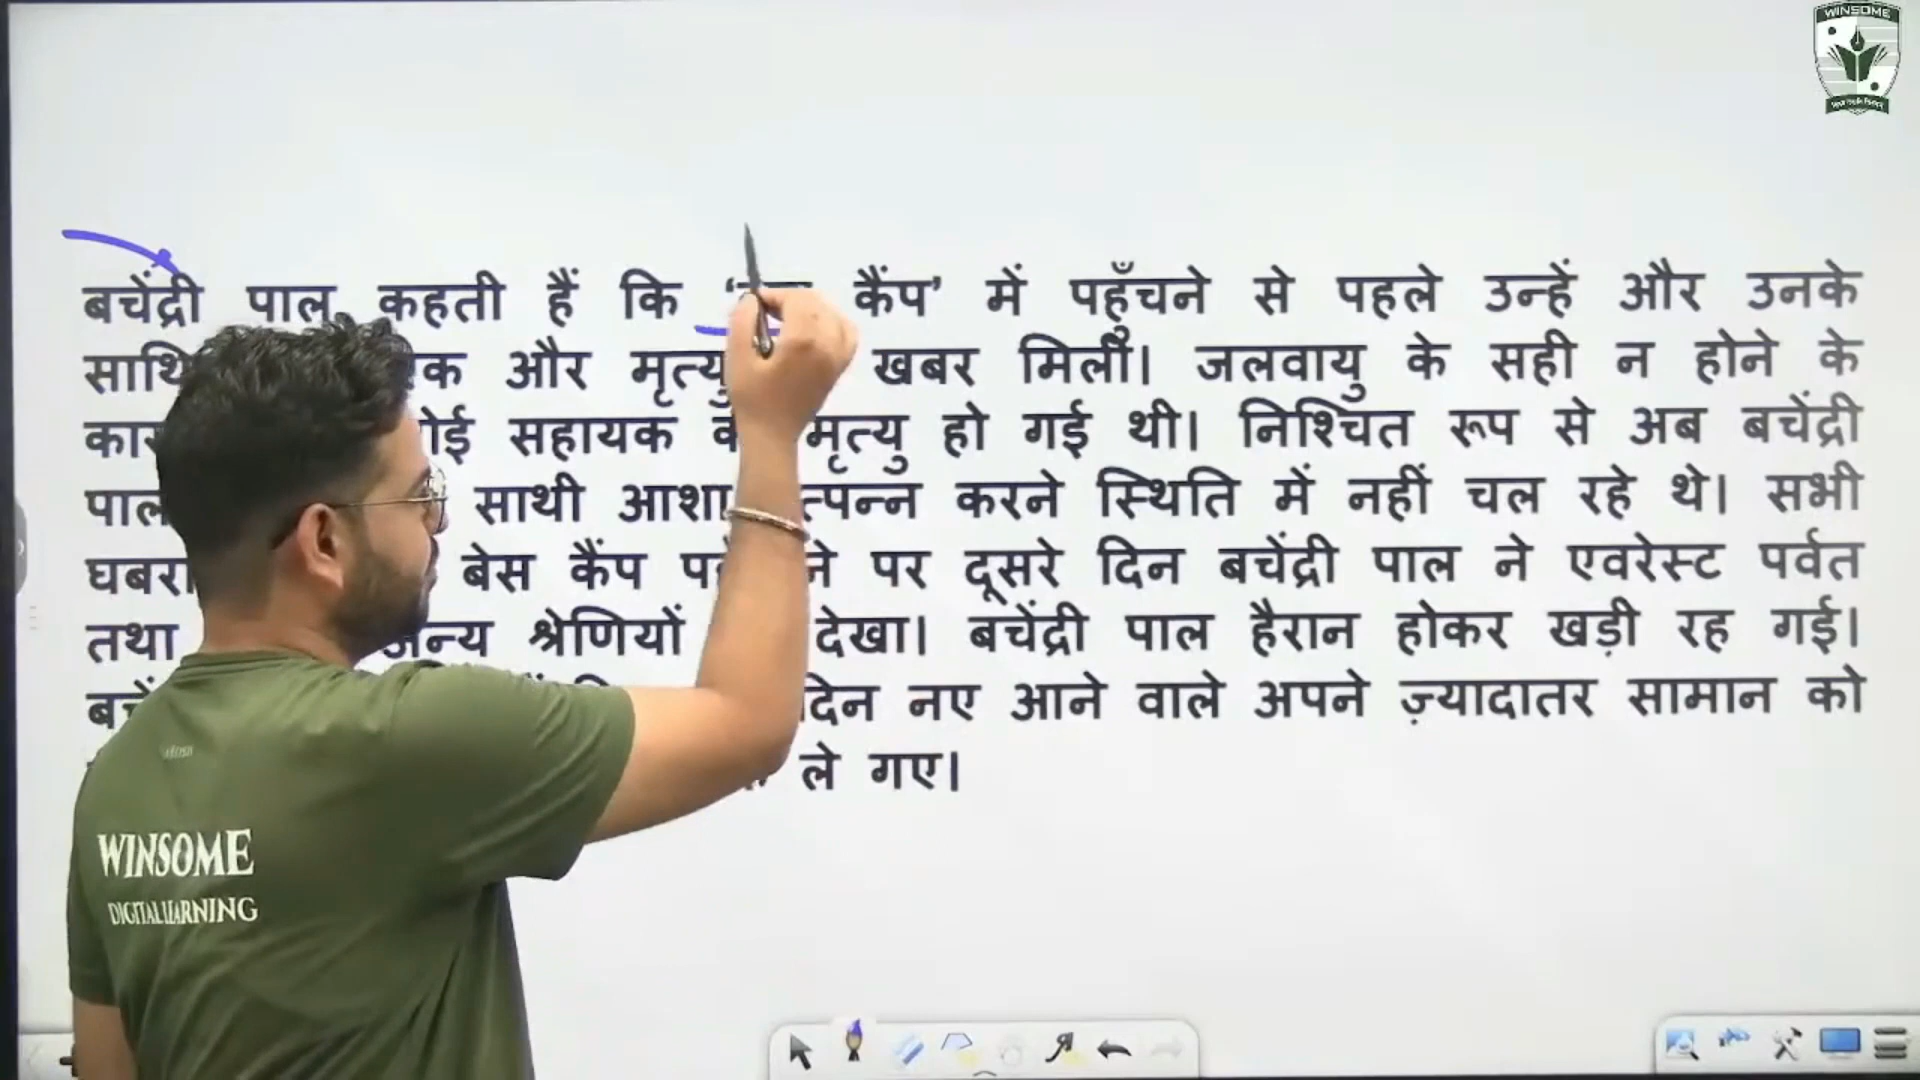 WINSOME
बचेंद्री पाल कहती हैं कि कैंप’ में पहुँचने से पहले उन्हें और उनके
और मृत्यु खबर मिली। जलवायु के सही न होने के
सहायक मृत्यु हो गई थी। निश्चित रूप से अब बचेंद्री
पाल साथी आशा करने स्थिति में नहीं चल रहे थे। सभी
बेस कैंप पर दूसरे दिन बचेंद्री पाल ने एवरेस्ट पर्वत
तथा अन्य श्रेणियों देखा। बचेंद्री पाल हैरान होकर खड़ी रह गई।
दिन नए आने वाले अपने ज़्यादातर सामान को
ले गए।
WINSOME
DIGITAL LEARNING